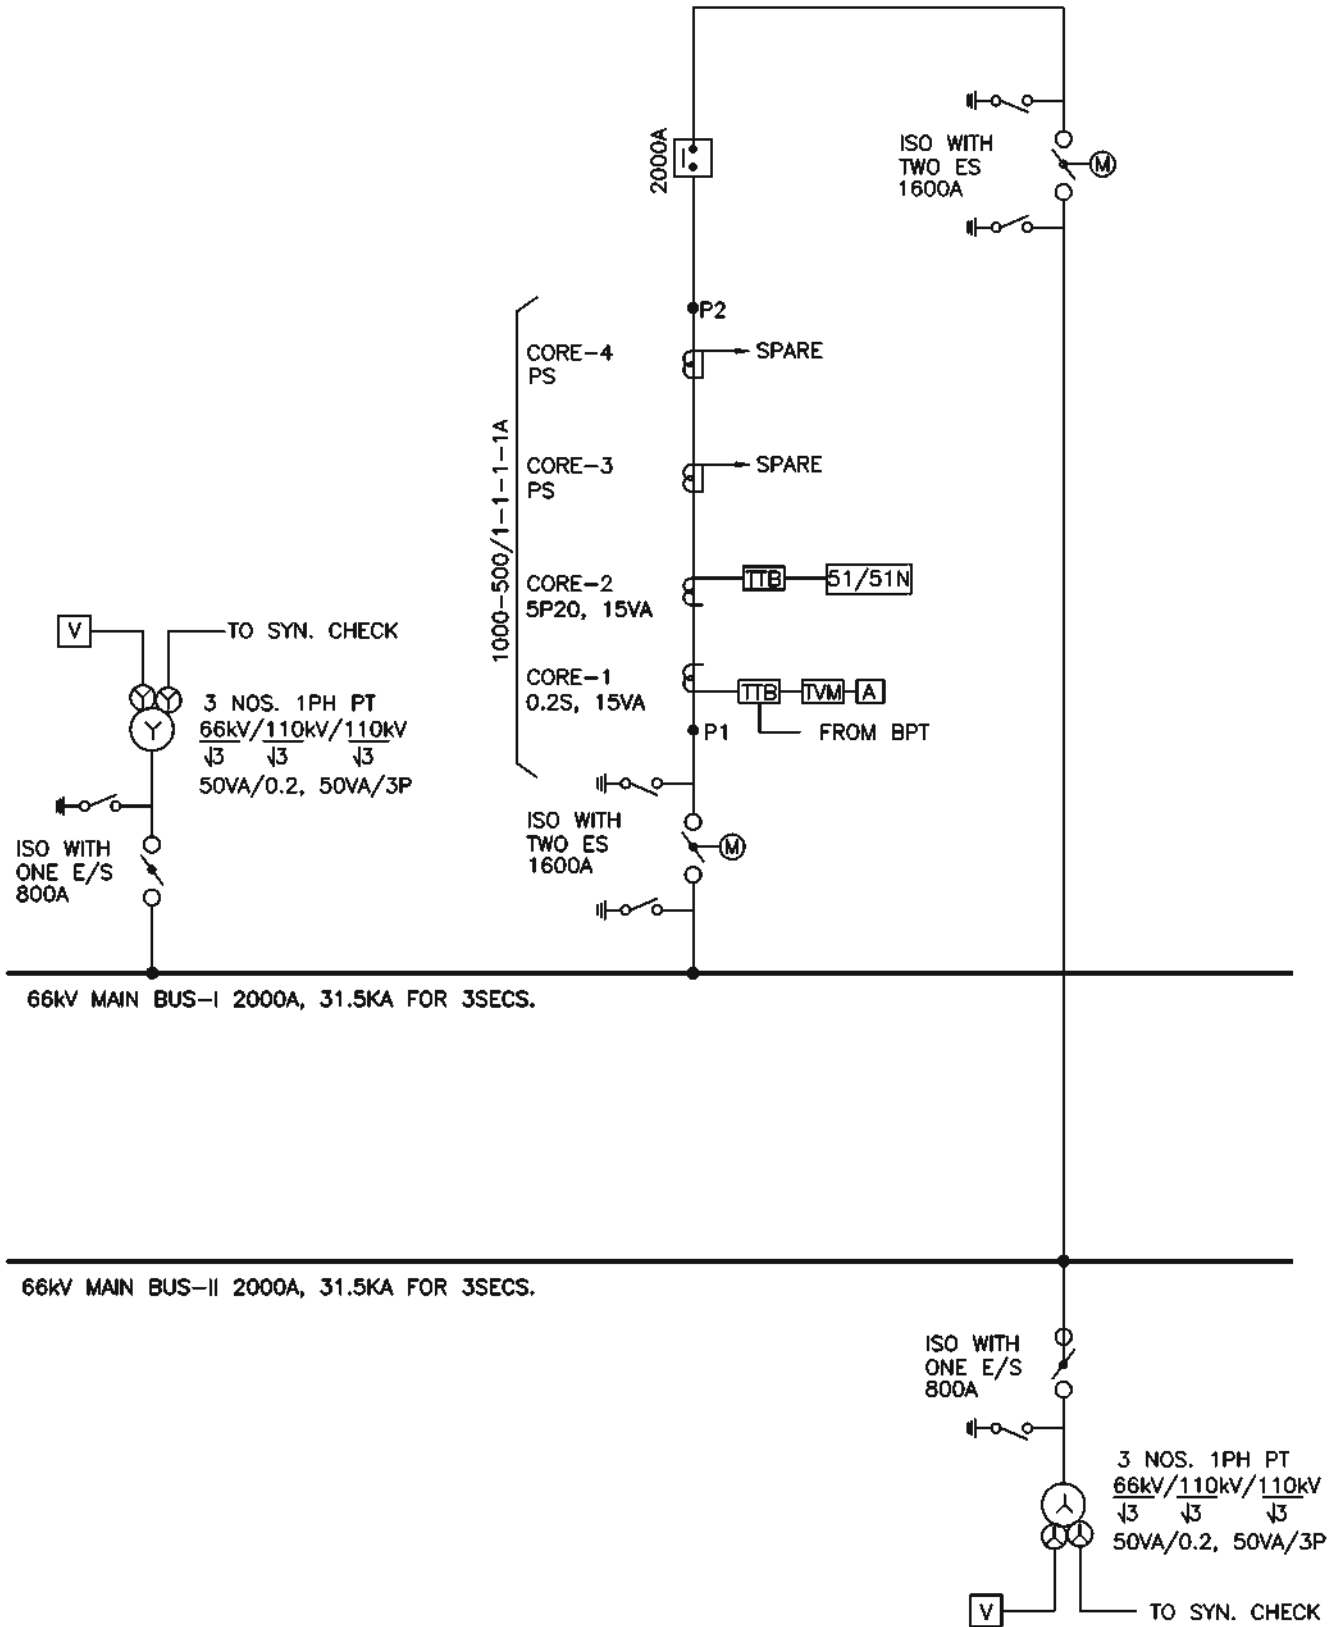 2000A
ISO WITH
TWO ES
1600A
M
P2
1000-500/1-1-1-1A
CORE-4
PS
SPARE
CORE-3
PS
SPARE
CORE-2
5P20, 15VA
TTB
51/51N
CORE-1
0.2S, 15VA
TTB
TVM
A
P1
FROM BPT
V
TO SYN. CHECK
Y Y
Y
3 NOS. 1PH PT
66kV/110kV/110kV
√3 √3 √3
50VA/0.2, 50VA/3P
ISO WITH
ONE E/S
800A
ISO WITH
TWO ES
1600A
M
66kV MAIN BUS-I 2000A, 31.5KA FOR 3SECS.
66kV MAIN BUS-II 2000A, 31.5KA FOR 3SECS.
ISO WITH
ONE E/S
800A
3 NOS. 1PH PT
66kV/110kV/110kV
√3 √3 √3
50VA/0.2, 50VA/3P
Y
Y Y
V
TO SYN. CHECK